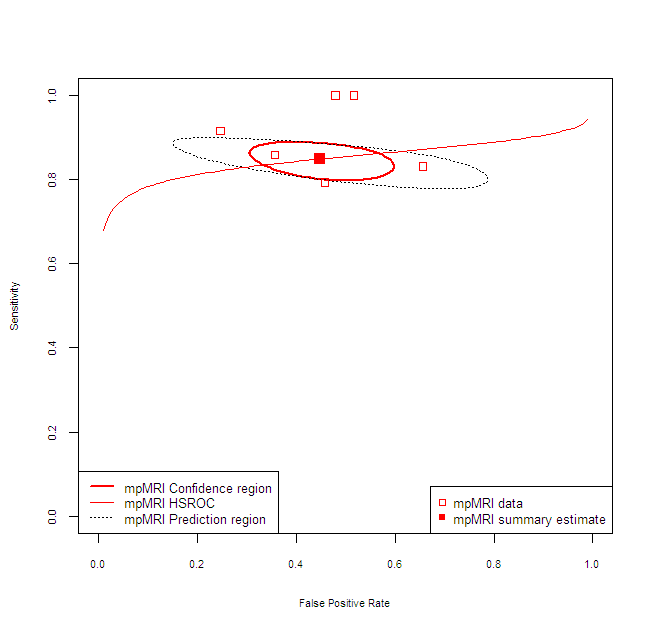 1.0
0.8
0.6
0.4
0.2
0.0
Sensitivity
mpMRI Confidence region
mpMRI HSROC
mpMRI Prediction region
mpMRI data
mpMRI summary estimate
0.0 0.2 0.4 0.6 0.8 1.0
False Positive Rate